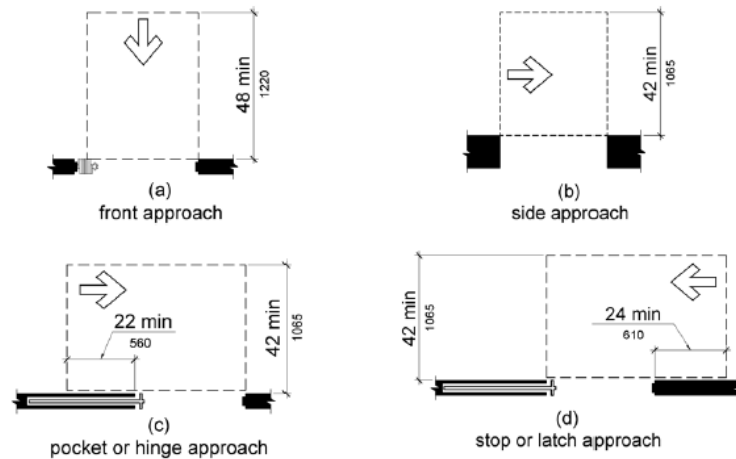 48 min
1220
(a)
front approach
42 min
1065
(b)
side approach
22 min
560
42 min
1065
(c)
pocket or hinge approach
42 min
1065
24 min
610
(d)
stop or latch approach